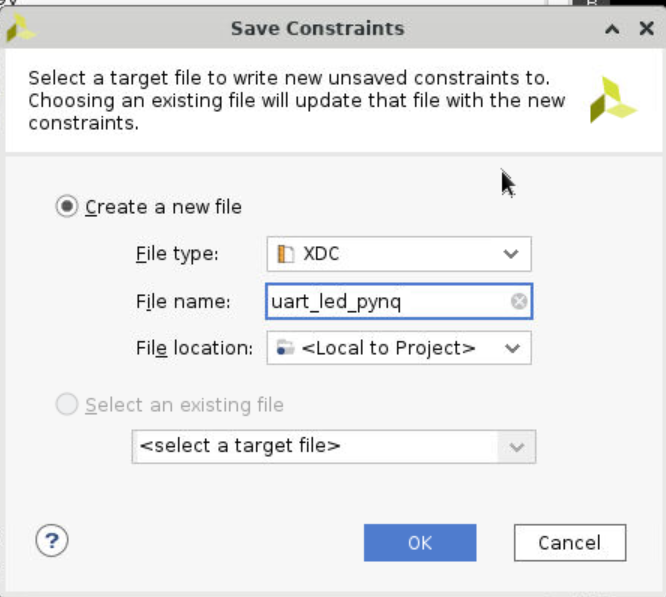 Save Constraints
Select a target file to write new unsaved constraints to.
Choosing an existing file will update that file with the new
constraints.
Create a new file
File type: XDC
File name: uart_led_pynq
File location: <Local to Project>
Select an existing file
<select a target file>
? OK Cancel